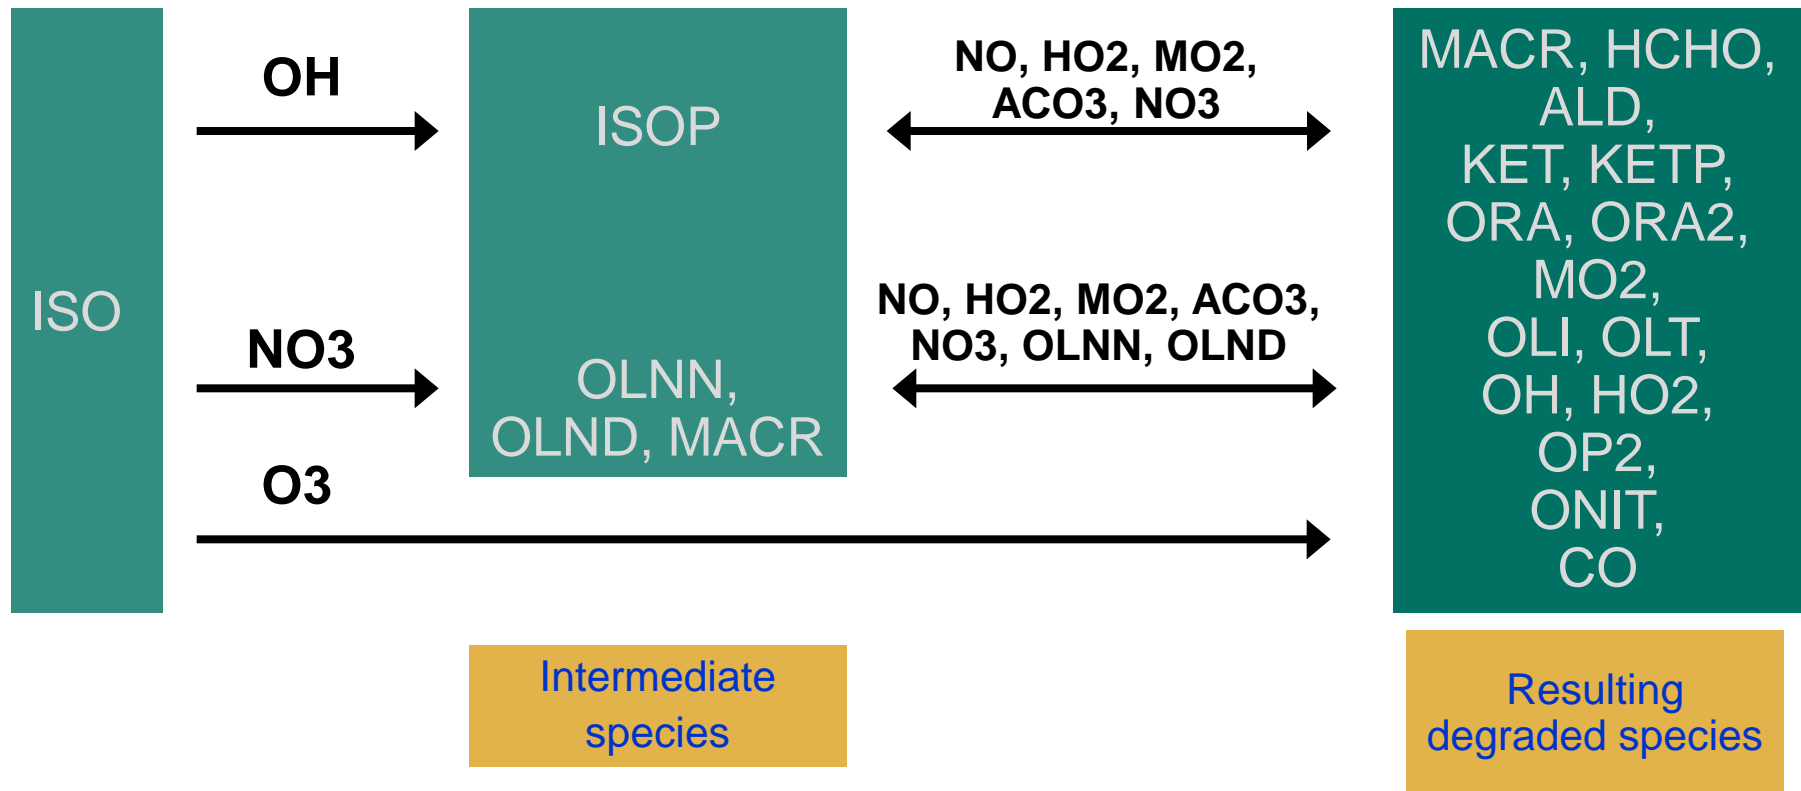 ISO
OH
NO3
O3
ISOP
OLNN,
OLND, MACR
NO, HO2, MO2,
ACO3, NO3
NO, HO2, MO2, ACO3,
NO3, OLNN, OLND
MACR, HCHO,
ALD,
KET, KETP,
ORA, ORA2,
MO2,
OLI, OLT,
OH, HO2,
OP2,
ONIT,
CO
Intermediate
species
Resulting
degraded species